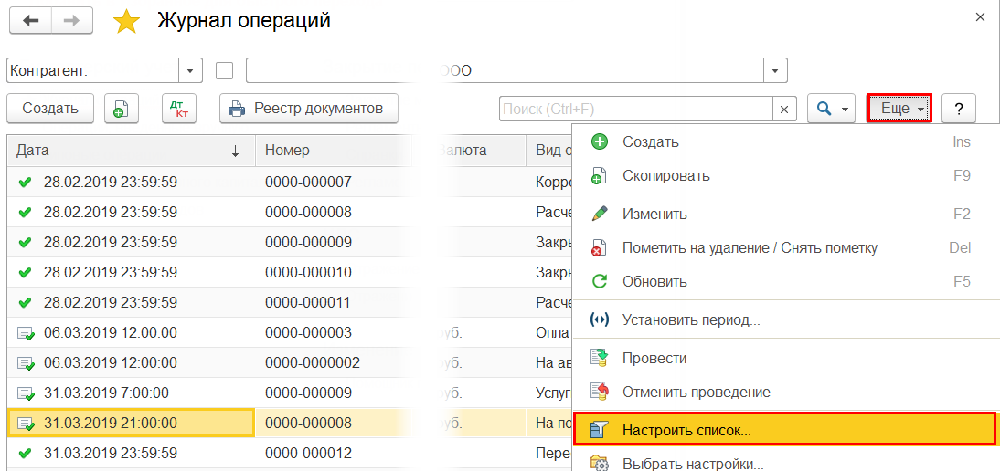 Журнал операций
Контрагент: ООО
Создать Дт Кт Реестр документов Поиск (Ctrl+F) Еще ?
Дата Номер Валюта Вид о
28.02.2019 23:59:59 0000-000007 Корре
28.02.2019 23:59:59 0000-000008 Расче
28.02.2019 23:59:59 0000-000009 Закры
28.02.2019 23:59:59 0000-000010 Закры
28.02.2019 23:59:59 0000-000011 Расче
06.03.2019 12:00:00 0000-000003 руб. Оплат
06.03.2019 12:00:00 0000-0000002 руб. На ав
31.03.2019 7:00:00 0000-000009 руб. Услуг
31.03.2019 21:00:00 0000-000008 руб. На по
31.03.2019 23:59:59 0000-000012 Пере
Создать Ins
Скопировать F9
Изменить F2
Пометить на удаление / Снять пометку Del
Обновить F5
Установить период...
Провести
Отменить проведение
Настроить список...
Выбрать настройки...